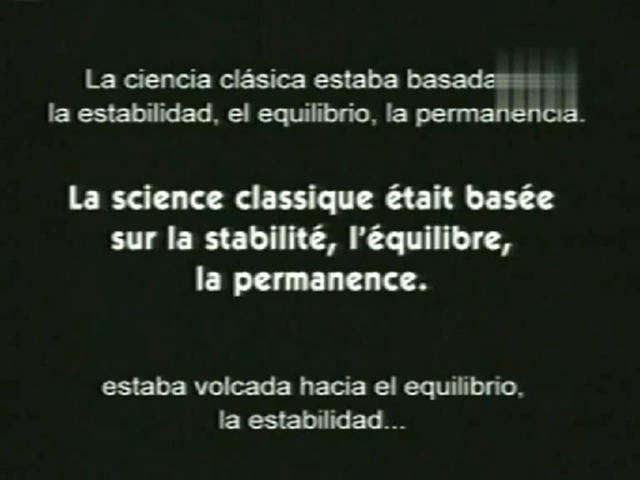 La ciencia clásica estaba basada
la estabilidad, el equilibrio, la permanencia.
La science classique était basée
sur la stabilité, l'équilibre,
la permanence.
estaba volcada hacia el equilibrio,
la estabilidad...